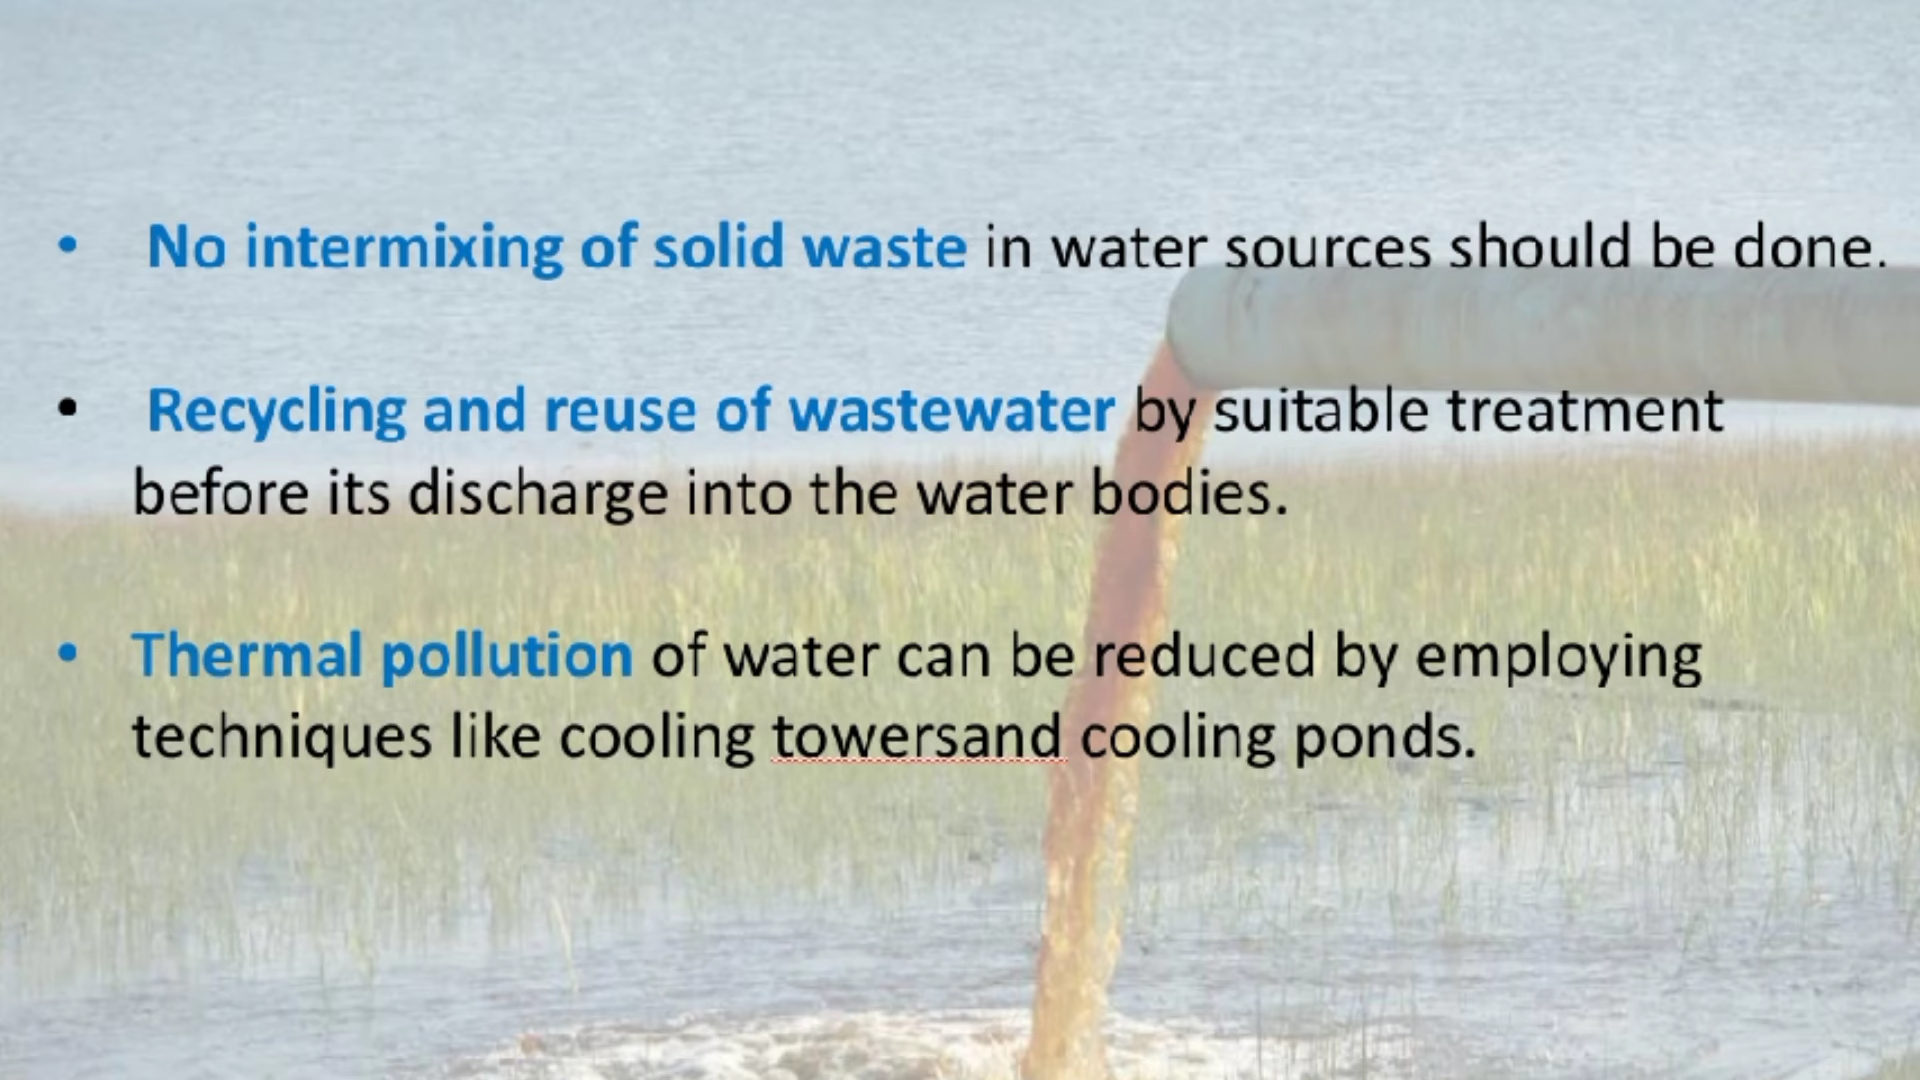 • No intermixing of solid waste in water sources should be done.
• Recycling and reuse of wastewater by suitable treatment
before its discharge into the water bodies.
• Thermal pollution of water can be reduced by employing
techniques like cooling towersand cooling ponds.